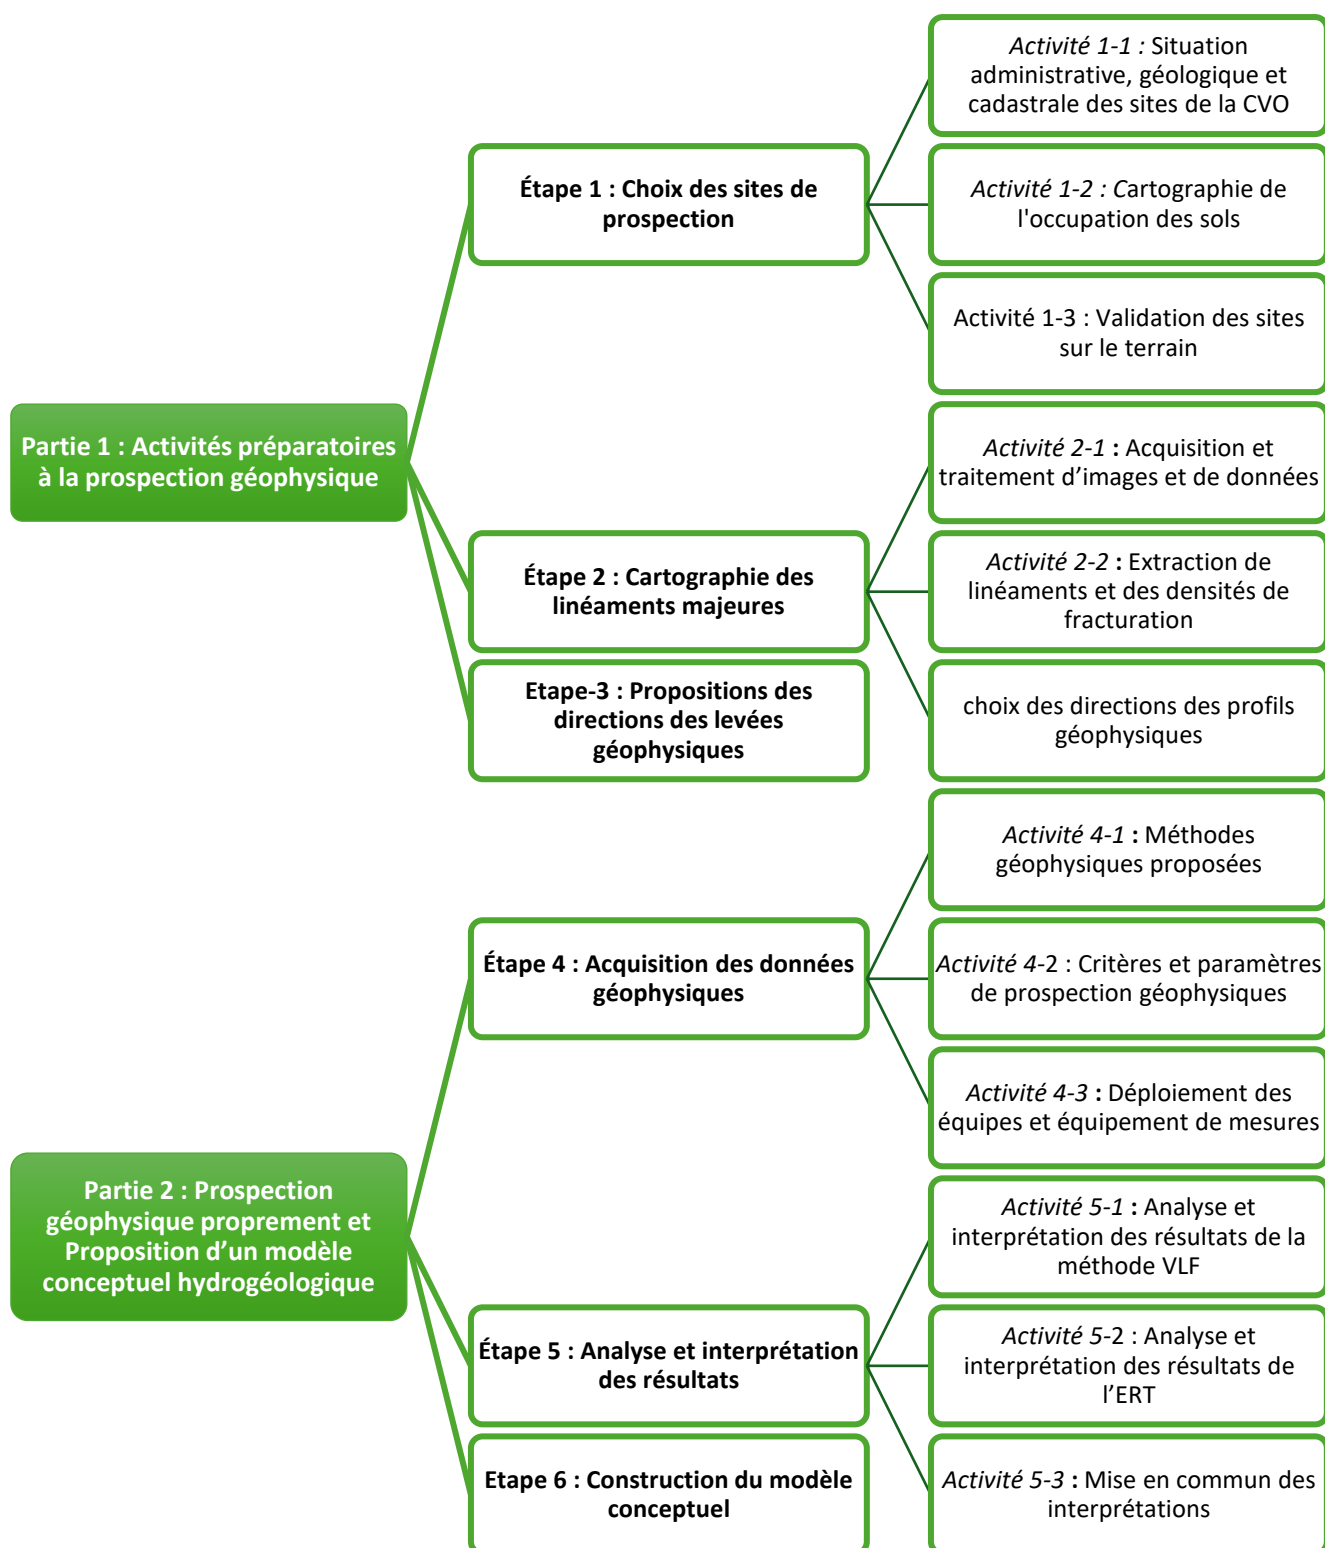 Partie 1 : Activités préparatoires
à la prospection géophysique
Étape 1 : Choix des sites de
prospection
Activité 1-1 : Situation
administrative, géologique et
cadastrale des sites de la CVO
Activité 1-2 : Cartographie de
l'occupation des sols
Activité 1-3 : Validation des sites
sur le terrain
Étape 2 : Cartographie des
linéaments majeures
Activité 2-1 : Acquisition et
traitement d’images et de données
Activité 2-2 : Extraction de
linéaments et des densités de
fracturation
choix des directions des profils
géophysiques
Etape-3 : Propositions des
directions des levées
géophysiques
Partie 2 : Prospection
géophysique proprement et
Proposition d’un modèle
conceptuel hydrogéologique
Étape 4 : Acquisition des données
géophysiques
Activité 4-1 : Méthodes
géophysiques proposées
Activité 4-2 : Critères et paramètres
de prospection géophysiques
Activité 4-3 : Déploiement des
équipes et équipement de mesures
Étape 5 : Analyse et interprétation
des résultats
Activité 5-1 : Analyse et
interprétation des résultats de la
méthode VLF
Activité 5-2 : Analyse et
interprétation des résultats de
l’ERT
Activité 5-3 : Mise en commun des
interprétations
Etape 6 : Construction du modèle
conceptuel